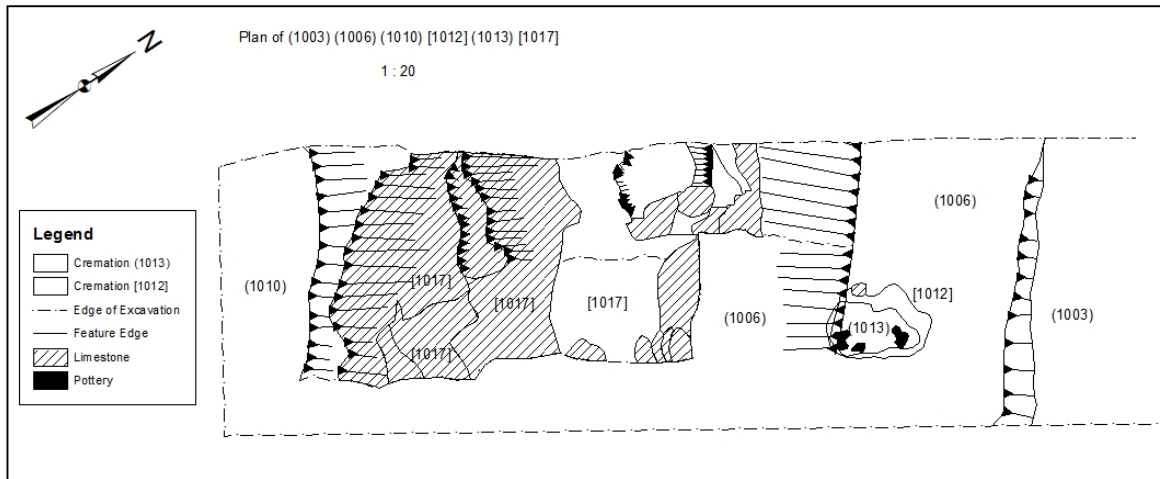 N
Plan of (1003) (1006) (1010) [1012] (1013) [1017]
1 : 20
Legend
Cremation (1013)
Cremation [1012]
Edge of Excavation
Feature Edge
Limestone
Pottery
(1010)
[1017]
[1017]
[1017]
[1017]
(1006)
(1006)
[1012]
(1013)
(1003)